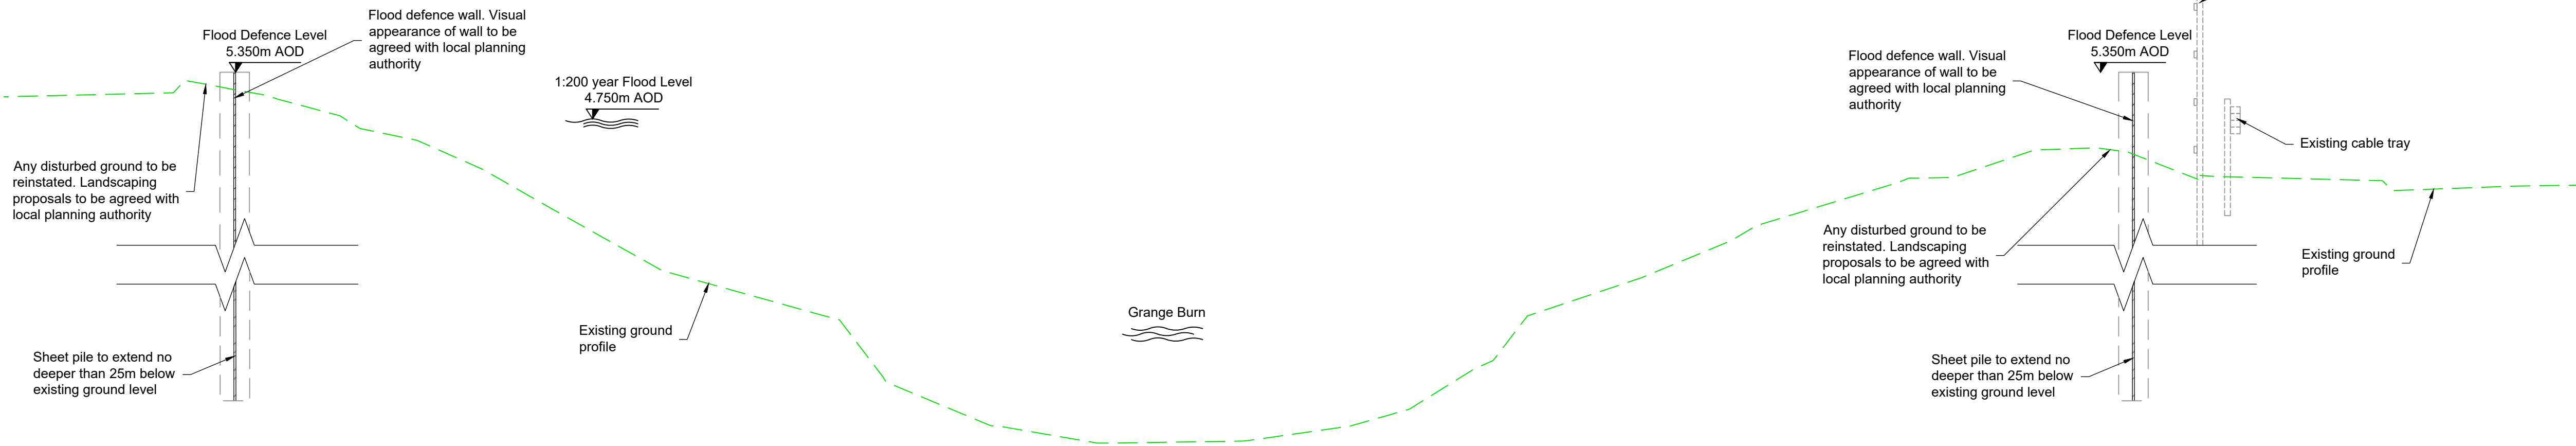 Flood defence wall. Visual
appearance of wall to be
agreed with local planning
authority
Flood Defence Level
5.350m AOD
1:200 year Flood Level
4.750m AOD
Any disturbed ground to be
reinstated. Landscaping
proposals to be agreed with
local planning authority
Existing ground
profile
Sheet pile to extend no
deeper than 25m below
existing ground level
Grange Burn
Flood Defence Level
5.350m AOD
Flood defence wall. Visual
appearance of wall to be
agreed with local planning
authority
Existing cable tray
Any disturbed ground to be
reinstated. Landscaping
proposals to be agreed with
local planning authority
Existing ground
profile
Sheet pile to extend no
deeper than 25m below
existing ground level